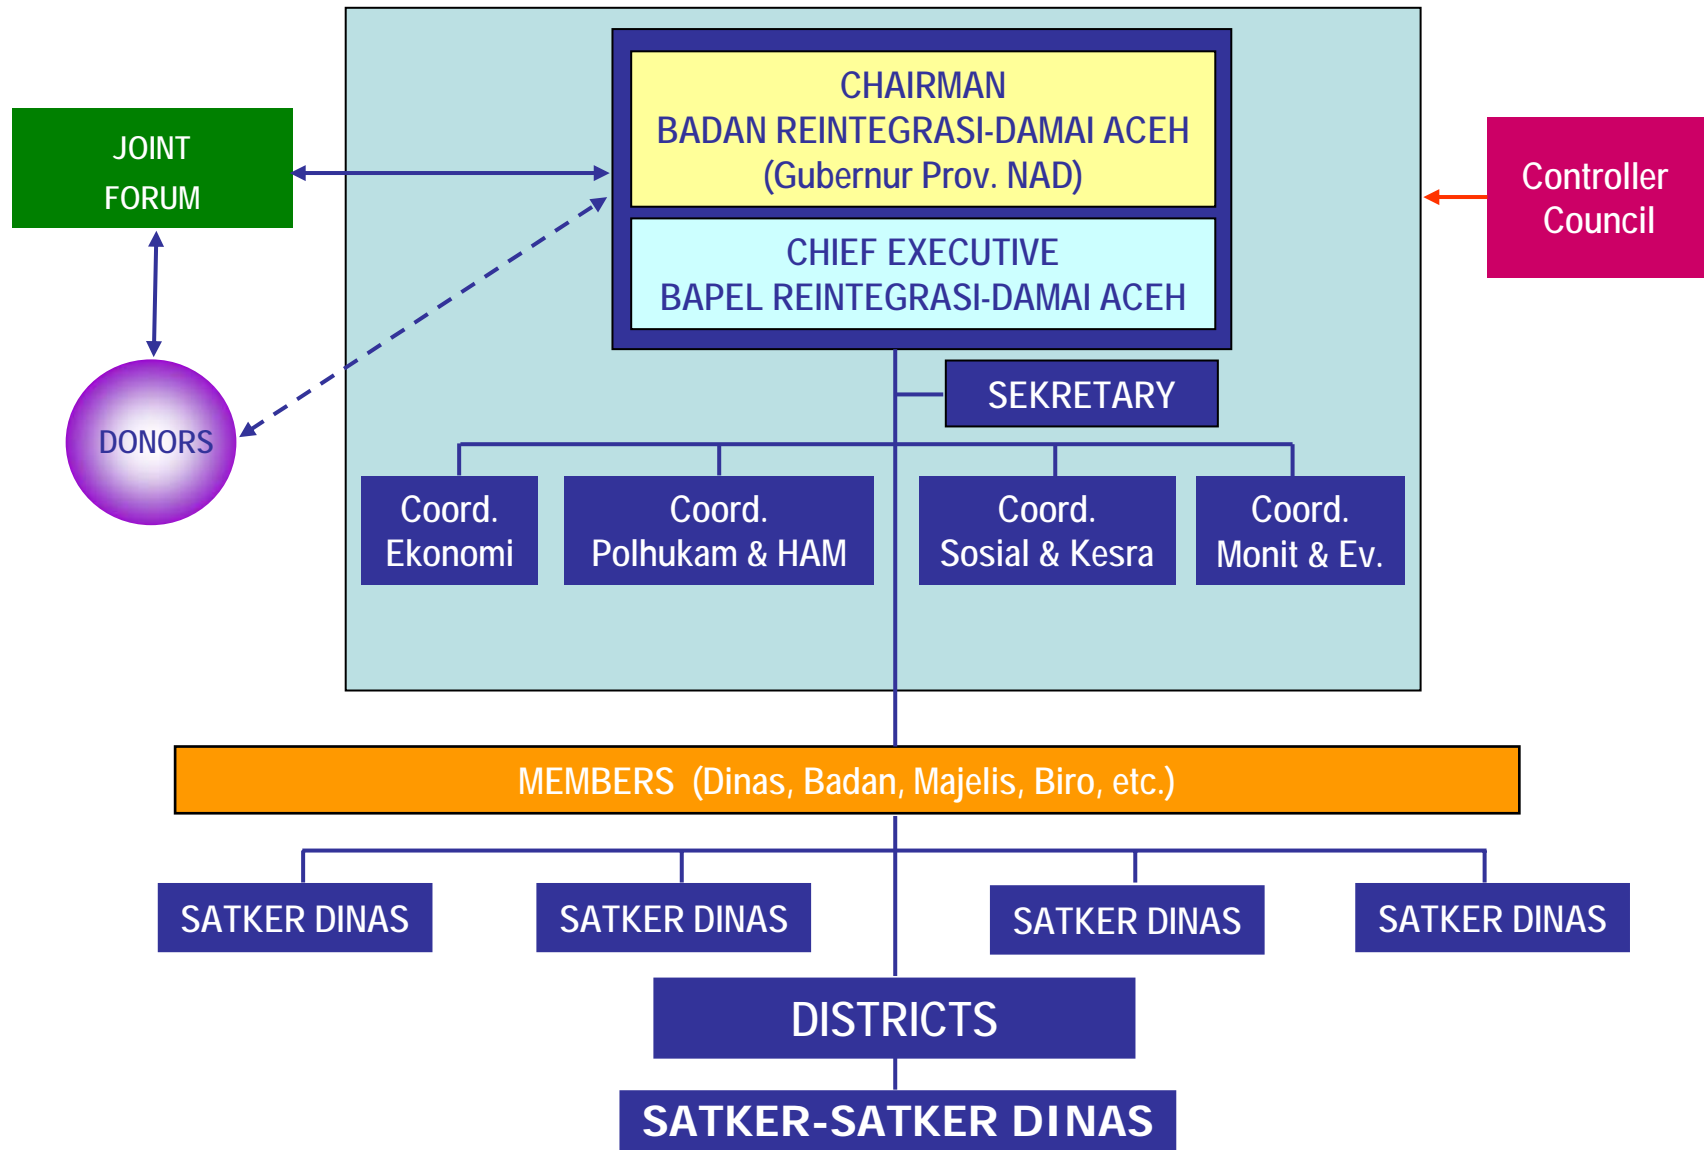 CHAIRMAN
BADAN REINTEGRASI-DAMAI ACEH
(Gubernur Prov. NAD)
JOINT
FORUM
Controller
Council
CHIEF EXECUTIVE
BAPEL REINTEGRASI-DAMAI ACEH
SEKRETARY
DONORS
Coord.
Ekonomi
Coord.
Polhukam & HAM
Coord.
Sosial & Kesra
Coord.
Monit & Ev.
MEMBERS (Dinas, Badan, Majelis, Biro, etc.)
SATKER DINAS
SATKER DINAS
SATKER DINAS
SATKER DINAS
DISTRICTS
SATKER-SATKER DINAS